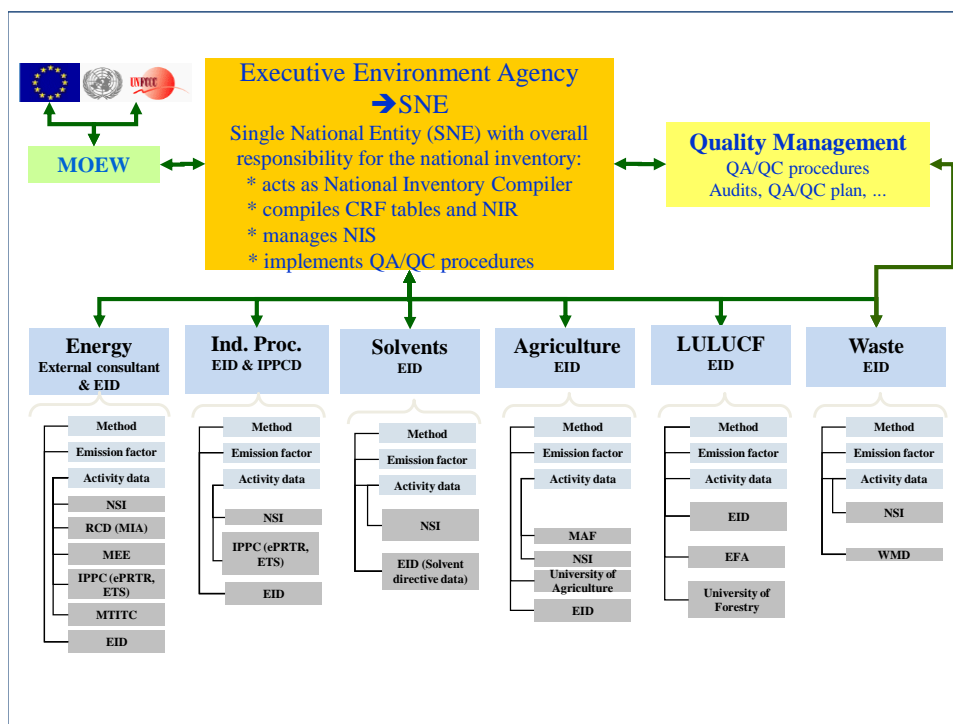 UNFCCC
Executive Environment Agency
➔SNE
Single National Entity (SNE) with overall
responsibility for the national inventory:
* acts as National Inventory Compiler
* compiles CRF tables and NIR
* manages NIS
* implements QA/QC procedures
MOEW
Quality Management
QA/QC procedures
Audits, QA/QC plan, ...
Energy
External consultant
& EID
Method
Emission factor
Activity data
NSI
RCD (MIA)
MEE
IPPC (ePRTR,
ETS)
MTITC
EID
Ind. Proc.
EID & IPPCD
Method
Emission factor
Activity data
NSI
IPPC (ePRTR,
ETS)
EID
Solvents
EID
Method
Emission factor
Activity data
NSI
EID (Solvent
directive data)
Agriculture
EID
Method
Emission factor
Activity data
MAF
NSI
University of
Agriculture
EID
LULUCF
EID
Method
Emission factor
Activity data
EID
EFA
University of
Forestry
Waste
EID
Method
Emission factor
Activity data
NSI
WMD